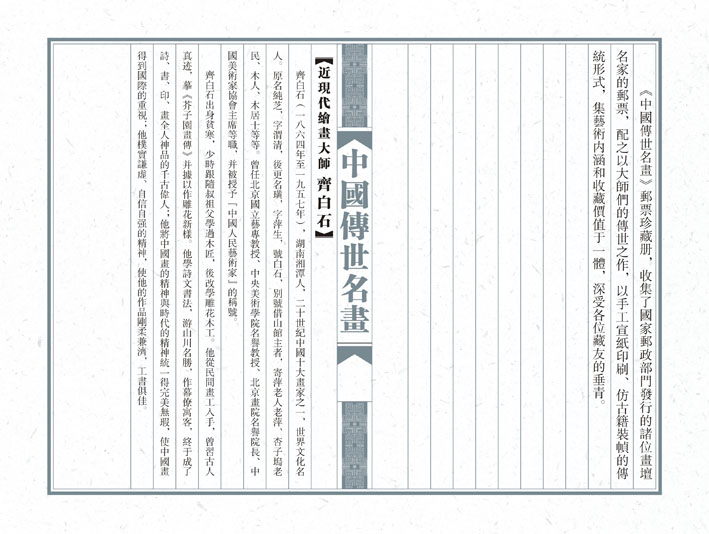 《中國傳世名畫》郵票珍藏册，收集了國家郵政部門發行的諸位畫壇
名家的郵票，配之以大師們的傳世之作，以手工宣紙印刷、仿古籍裝幀的傳
統形式，集藝術内涵和收藏價值于一體，深受各位藏友的垂青。
中國傳世名畫
【近現代繪畫大師 齊白石】
齊白石（一八六四年至一九五七年），湖南湘潭人，二十世紀中國十大畫家之一、世界文化名
人。原名純芝，字渭清，後更名璜，字萍生，號白石，别號借山館主者、寄萍老人老萍、杏子塢老
民、木人、木居士等等。曾任北京國立藝專教授、中央美術學院名譽教授、北京畫院名譽院長、中
國美術家協會主席等職，并被授予『中國人民藝術家』的稱號。
齊白石出身貧寒，少時跟隨叔祖父學過木匠，後改學雕花木工。他從民間畫工入手，曾習古人
真迹，摹《芥子園畫傳》并據以作雕花新樣。他學詩文書法，游山川名勝，作幕僚寓客，終于成了
詩、書、印、畫全人神品的千古偉人；他將中國畫的精神與時代的精神統一得完美無瑕，使中國畫
得到國際的重視；他樸實謙虚、自信自强的精神，使他的作品剛柔兼濟，工書俱佳。